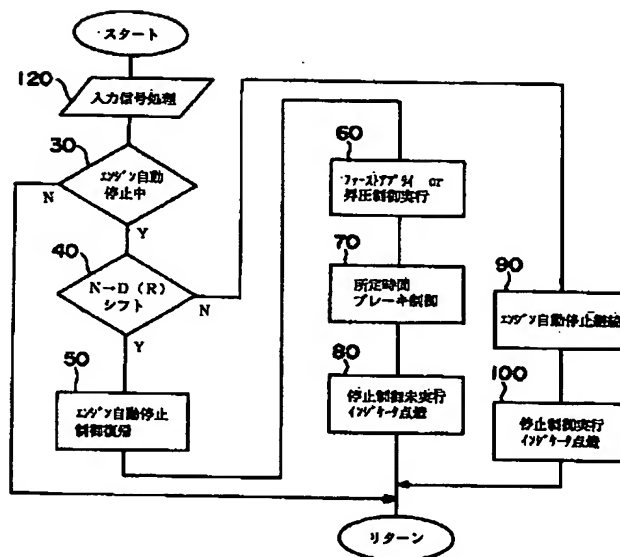 スタート
120
入力信号処理
30
エンジン自動
停止中
N
Y
40
N→D (R)
シフト
N
Y
50
エンジン自動停止
制御復帰
60
ファーストアプライ or
昇圧制御実行
70
所定時間
ブレーキ制御
80
停止制御未実行
インジケータ点燈
90
エンジン自動停止継続
100
停止制御実行
インジケータ点燈
リターン